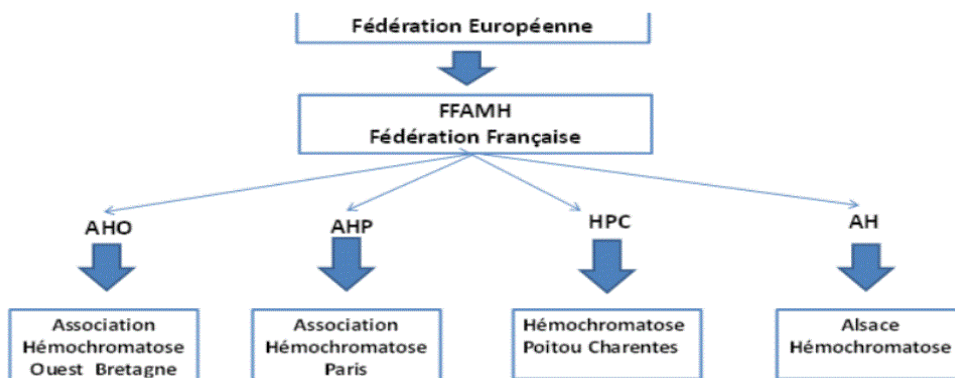 Fédération Européenne
FFAMH
Fédération Française
AHO
AHP
HPC
AH
Association
Hémochromatose
Ouest Bretagne
Association
Hémochromatose
Paris
Hémochromatose
Poitou Charentes
Alsace
Hémochromatose